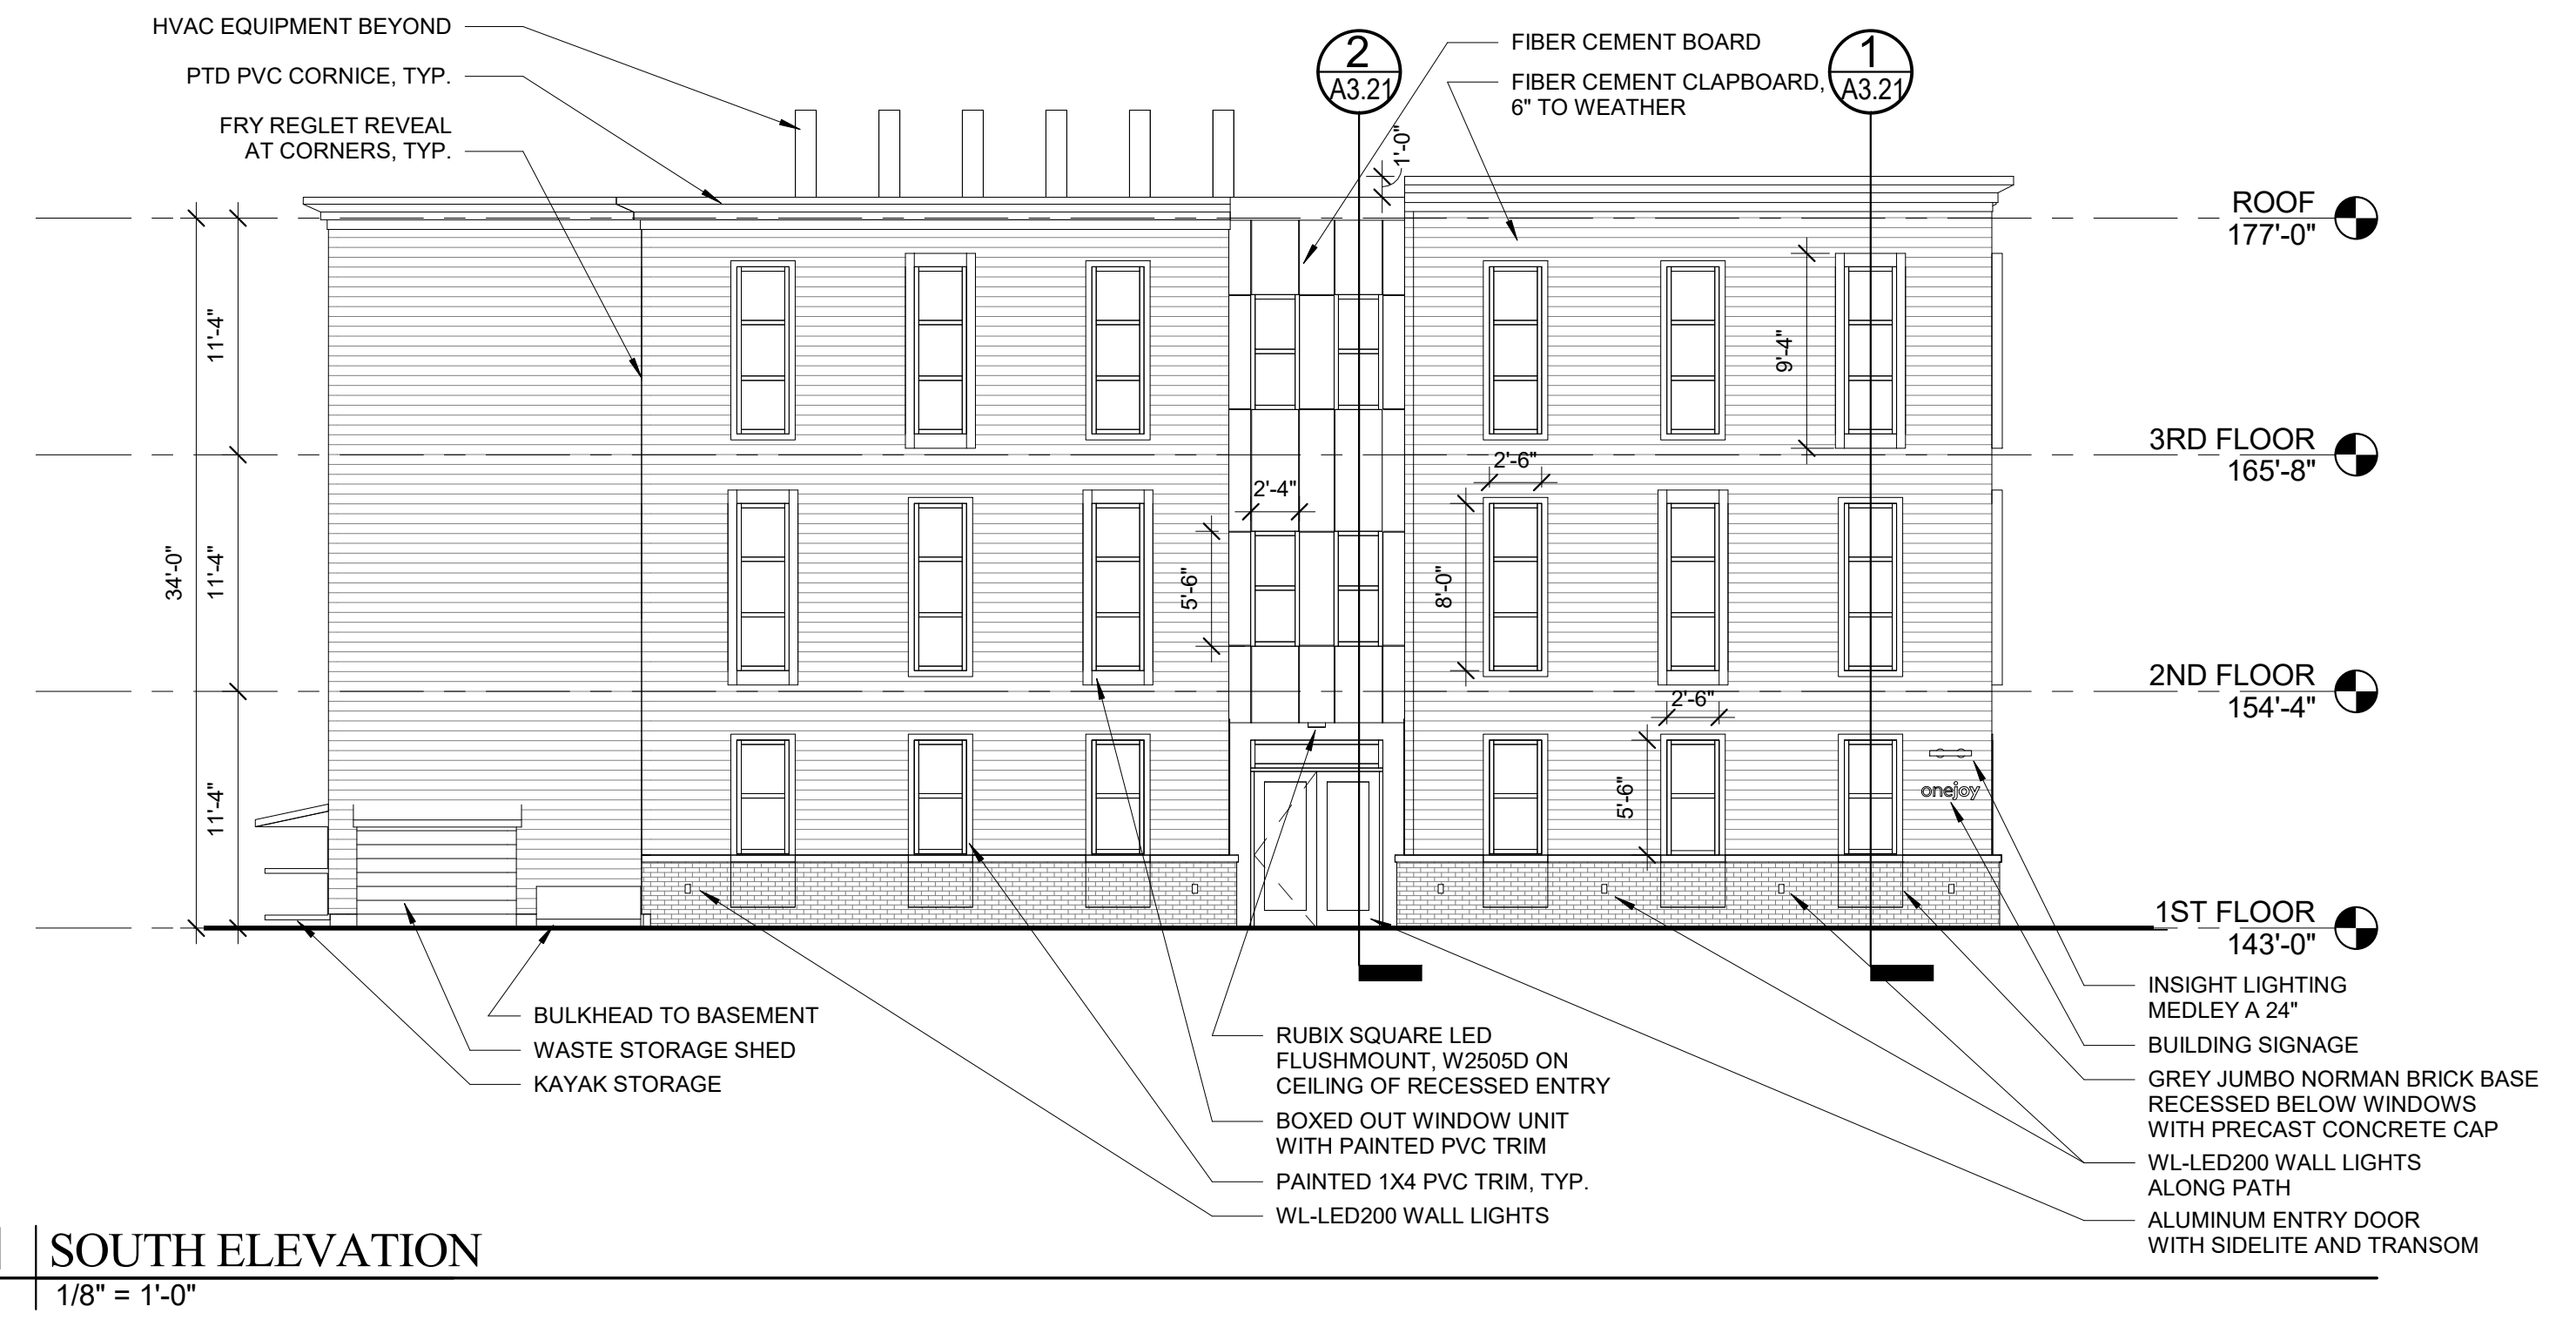 HVAC EQUIPMENT BEYOND
PTD PVC CORNICE, TYP.
FRY REGLET REVEAL
AT CORNERS, TYP.
2
A3.21
FIBER CEMENT BOARD
FIBER CEMENT CLAPBOARD,
6" TO WEATHER
1
A3.21
1'-0"
ROOF
177'-0"
11'-4"
9'-4"
3RD FLOOR
165'-8"
2'-6"
2'-4"
34'-0"
11'-4"
5'-6"
8'-0"
2ND FLOOR
154'-4"
2'-6"
11'-4"
5'-6"
onejoy
1ST FLOOR
143'-0"
BULKHEAD TO BASEMENT
WASTE STORAGE SHED
KAYAK STORAGE
RUBIX SQUARE LED
FLUSHMOUNT, W2505D ON
CEILING OF RECESSED ENTRY
BOXED OUT WINDOW UNIT
WITH PAINTED PVC TRIM
PAINTED 1X4 PVC TRIM, TYP.
WL-LED200 WALL LIGHTS
INSIGHT LIGHTING
MEDLEY A 24"
BUILDING SIGNAGE
GREY JUMBO NORMAN BRICK BASE
RECESSED BELOW WINDOWS
WITH PRECAST CONCRETE CAP
WL-LED200 WALL LIGHTS
ALONG PATH
ALUMINUM ENTRY DOOR
WITH SIDELITE AND TRANSOM
SOUTH ELEVATION
1/8" = 1'-0"